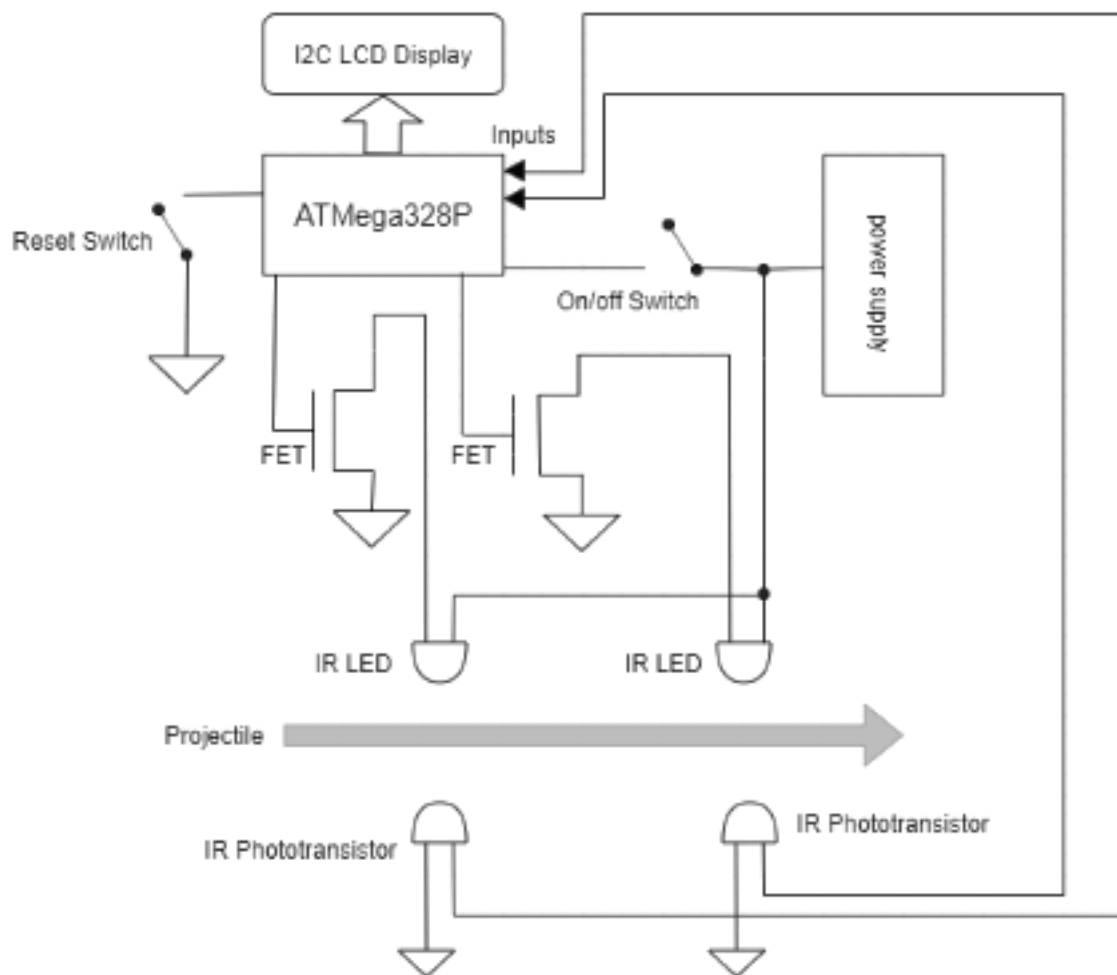 I2C LCD Display
Inputs
ATMega328P
Reset Switch
On/off Switch
power supply
FET
FET
IR LED
IR LED
Projectile
IR Phototransistor
IR Phototransistor